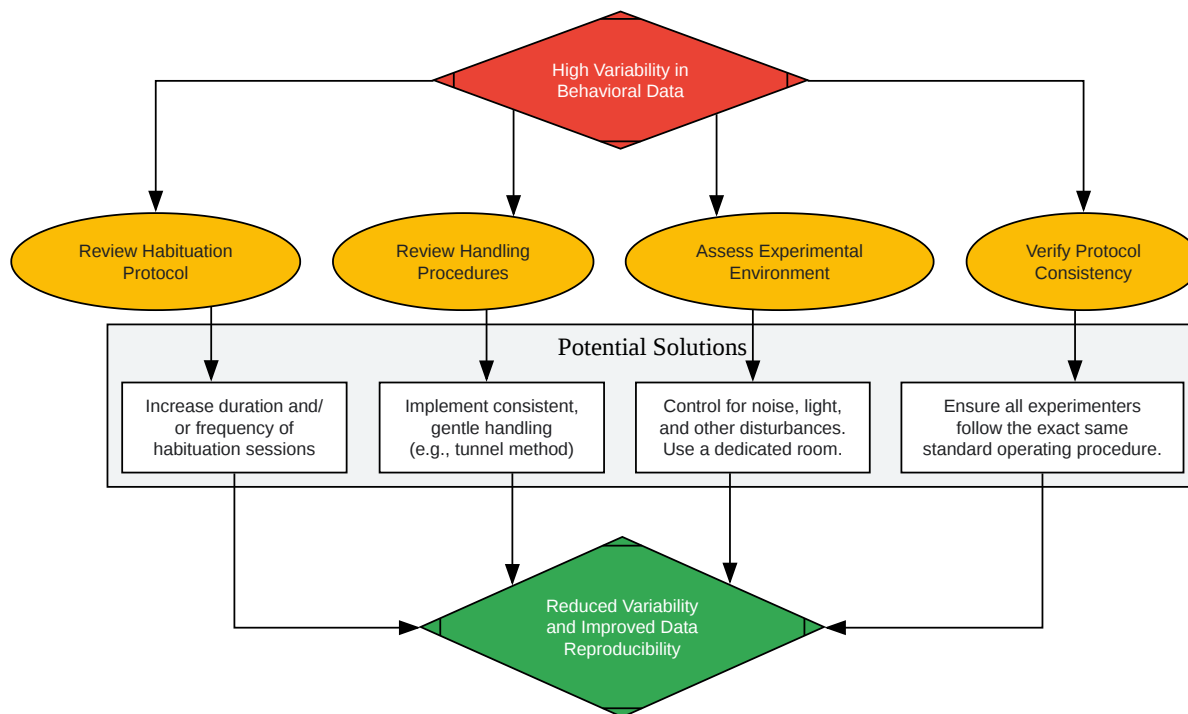 High Variability in
Behavioral Data
Review Habituation
Protocol
Review Handling
Procedures
Assess Experimental
Environment
Verify Protocol
Consistency
Potential Solutions
Increase duration and/
or frequency of
habituation sessions
Implement consistent,
gentle handling
(e.g., tunnel method)
Control for noise, light,
and other disturbances.
Use a dedicated room.
Ensure all experimenters
follow the exact same
standard operating procedure.
Reduced Variability
and Improved Data
Reproducibility